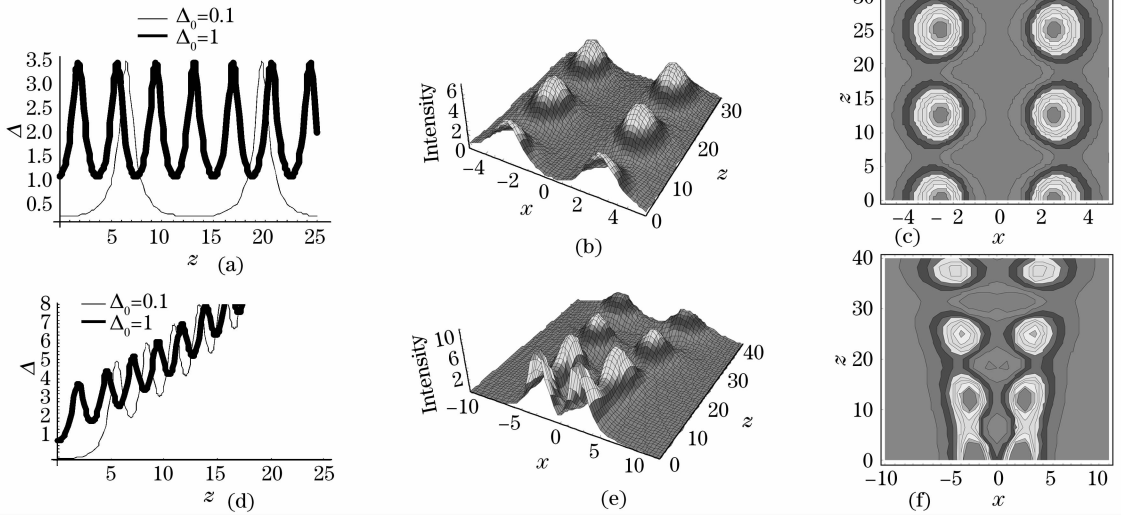 Δ₀=0.1
Δ₀=1
3.5
3.0
2.5
2.0
1.5
1.0
0.5
Δ
5 10 15 20 25
z
(a)
Intensity
6
4
2
0
−4 −2 0 2 4
x
0
10
20
30
z
(b)
30
25
20
15
10
5
0
z
−4 − 2 0 2 4
x
(c)
Δ₀=0.1
Δ₀=1
8
7
6
5
4
3
2
1
Δ
5 10 15 20 25
z
(d)
Intensity
10
6
2
−10 −5 0 5 10
x
0
10
20
30
40
z
(e)
40
30
20
10
0
z
−10 −5 0 5 10
x
(f)